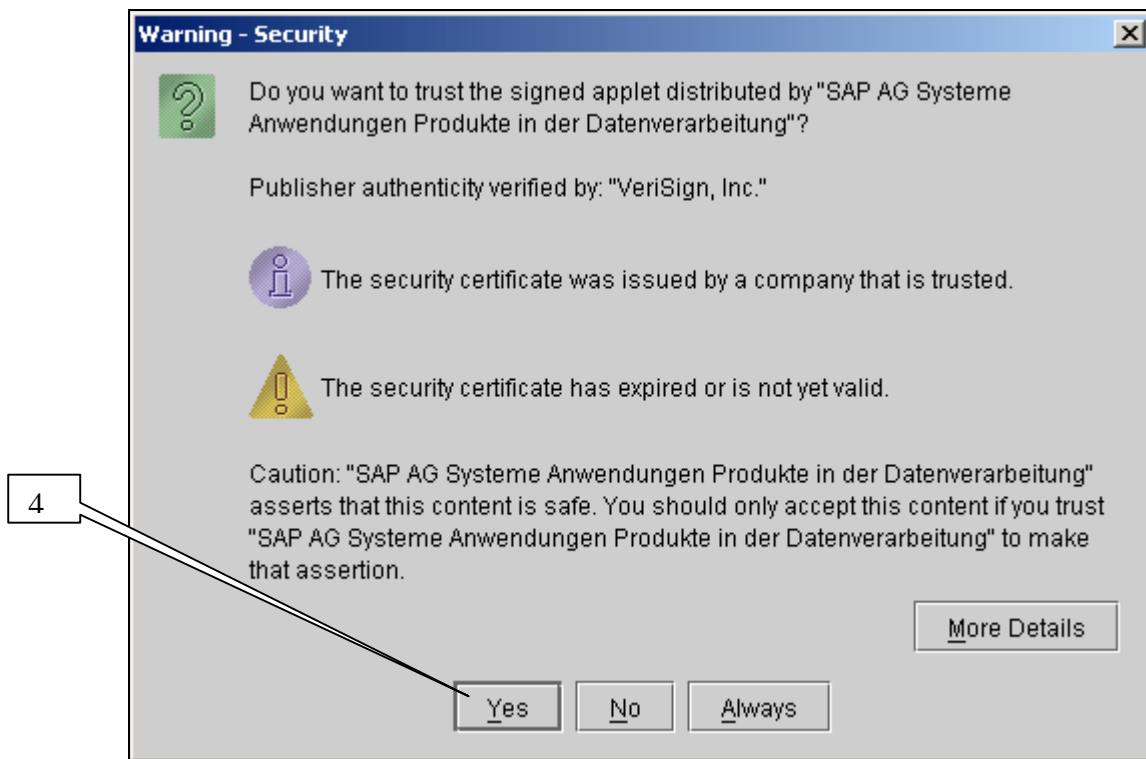 Warning - Security
Do you want to trust the signed applet distributed by "SAP AG Systeme
Anwendungen Produkte in der Datenverarbeitung"?
Publisher authenticity verified by: "VeriSign, Inc."
The security certificate was issued by a company that is trusted.
The security certificate has expired or is not yet valid.
Caution: "SAP AG Systeme Anwendungen Produkte in der Datenverarbeitung"
asserts that this content is safe. You should only accept this content if you trust
"SAP AG Systeme Anwendungen Produkte in der Datenverarbeitung" to make
that assertion.
4
More Details
Yes No Always